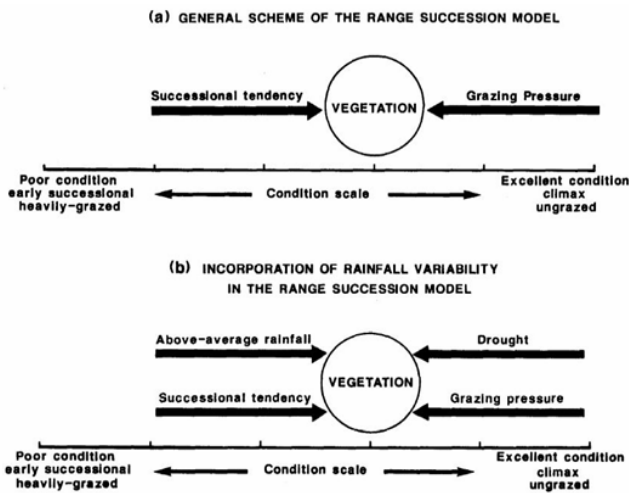 (a) GENERAL SCHEME OF THE RANGE SUCCESSION MODEL
Successional tendency
VEGETATION
Grazing Pressure
Poor condition
early successional
heavily-grazed
Condition scale
Excellent condition
climax
ungrazed
(b) INCORPORATION OF RAINFALL VARIABILITY
IN THE RANGE SUCCESSION MODEL
Above-average rainfall
Drought
VEGETATION
Successional tendency
Grazing pressure
Poor condition
early successional
heavily-grazed
Condition scale
Excellent condition
climax
ungrazed